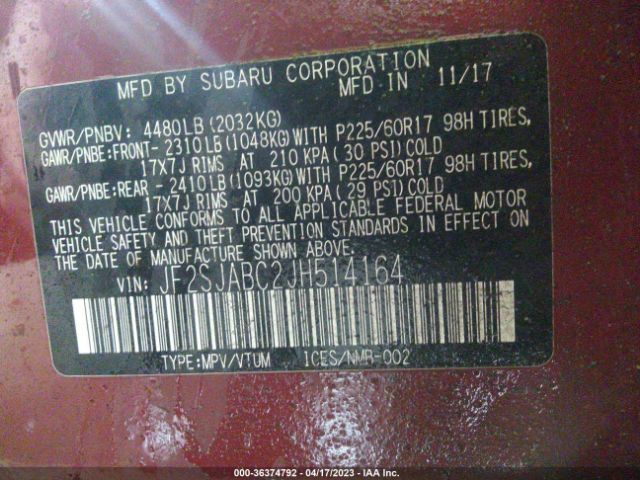 MFD BY SUBARU CORPORATION
MFD IN 11/17
GVWR/PNBV: 4480LB (2032KG)
GAWR/PNBE:FRONT- 2310LB(1048KG)WITH P225/60R17 98H TIRES,
17X7J RIMS AT 210 KPA (30 PSI)COLD
GAWR/PNBE:REAR - 2410LB(1093KG)WITH P225/60R17 98H TIRES,
17X7J RIMS AT 200 KPA (29 PSI)COLD
THIS VEHICLE CONFORMS TO ALL APPLICABLE FEDERAL MOTOR
VEHICLE SAFETY AND THEFT PREVENTION STANDARDS IN EFFECT ON
THE DATE OF MANUFACTURE SHOWN ABOVE.
VIN: JF2SJABC2JH514164
TYPE:MPV/VTUM ICES/NMB-002
000-36374792 - 04/17/2023 - IAA Inc.